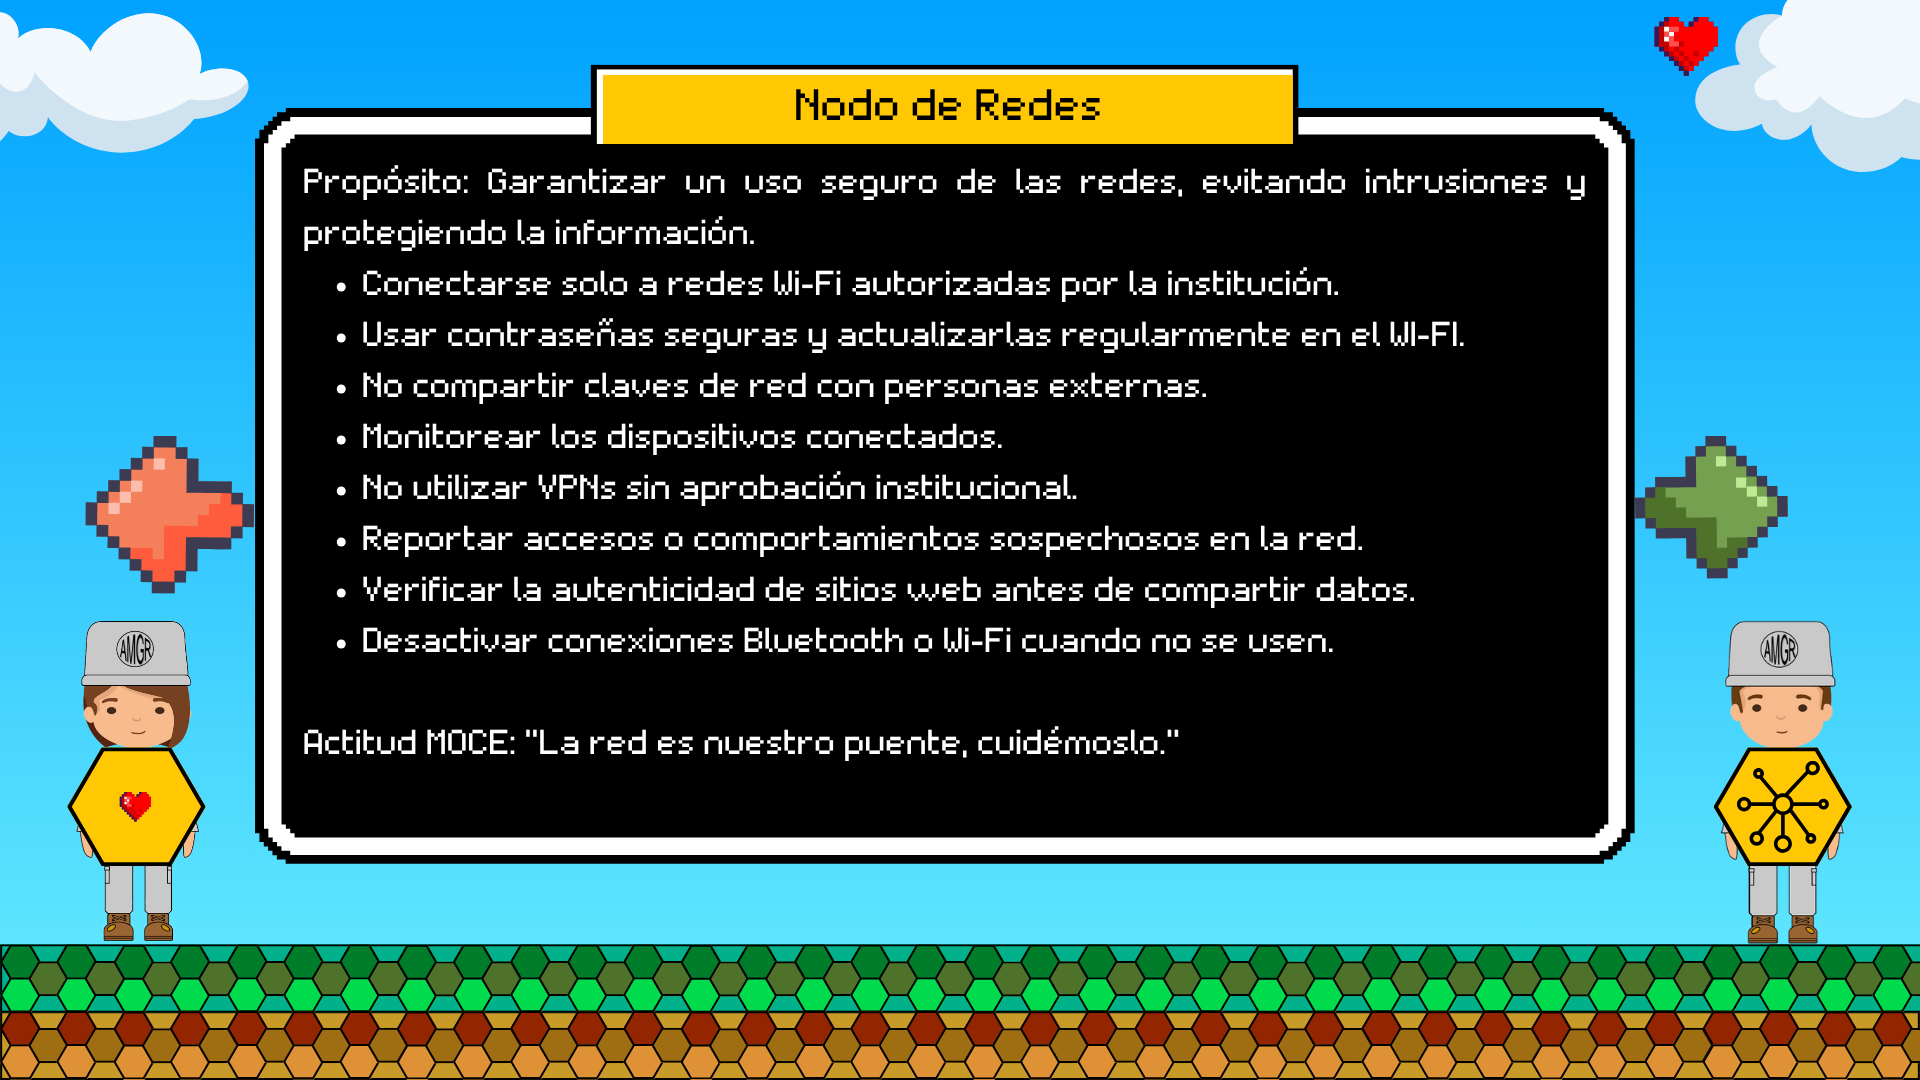 Nodo de Redes
Propósito: Garantizar un uso seguro de las redes, evitando intrusiones y
protegiendo la información.
• Conectarse solo a redes Wi-Fi autorizadas por la institución.
• Usar contraseñas seguras y actualizarlas regularmente en el WI-FI.
• No compartir claves de red con personas externas.
• Monitorear los dispositivos conectados.
• No utilizar VPNs sin aprobación institucional.
• Reportar accesos o comportamientos sospechosos en la red.
• Verificar la autenticidad de sitios web antes de compartir datos.
• Desactivar conexiones Bluetooth o Wi-Fi cuando no se usen.
Actitud MOCE: "La red es nuestro puente, cuidémoslo."
AMGR
AMGR